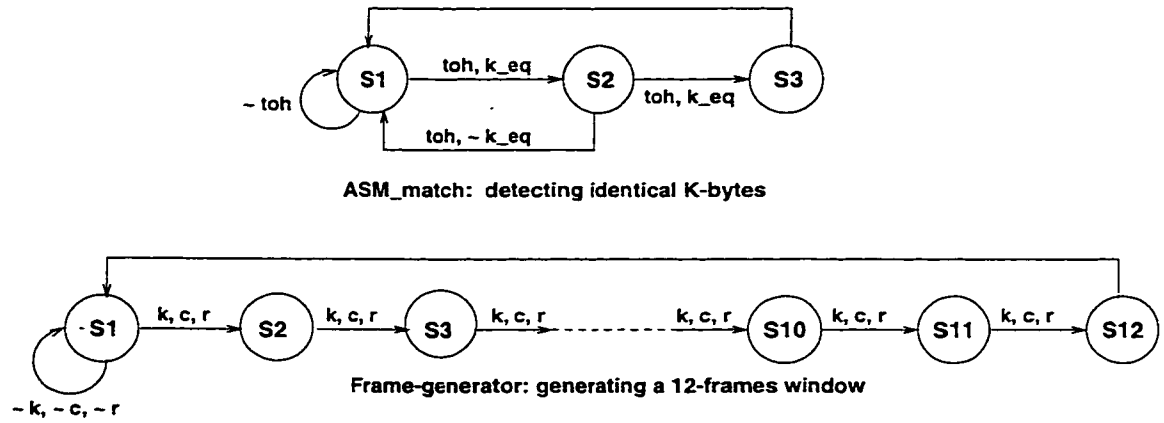 S1
toh, k_eq
S2
toh, k_eq
S3
~ toh
toh, ~ k_eq
ASM_match: detecting identical K-bytes
S1
k, c, r
S2
k, c, r
S3
k, c, r
k, c, r
S10
k, c, r
S11
k, c, r
S12
~ k, ~ c, ~ r
Frame-generator: generating a 12-frames window